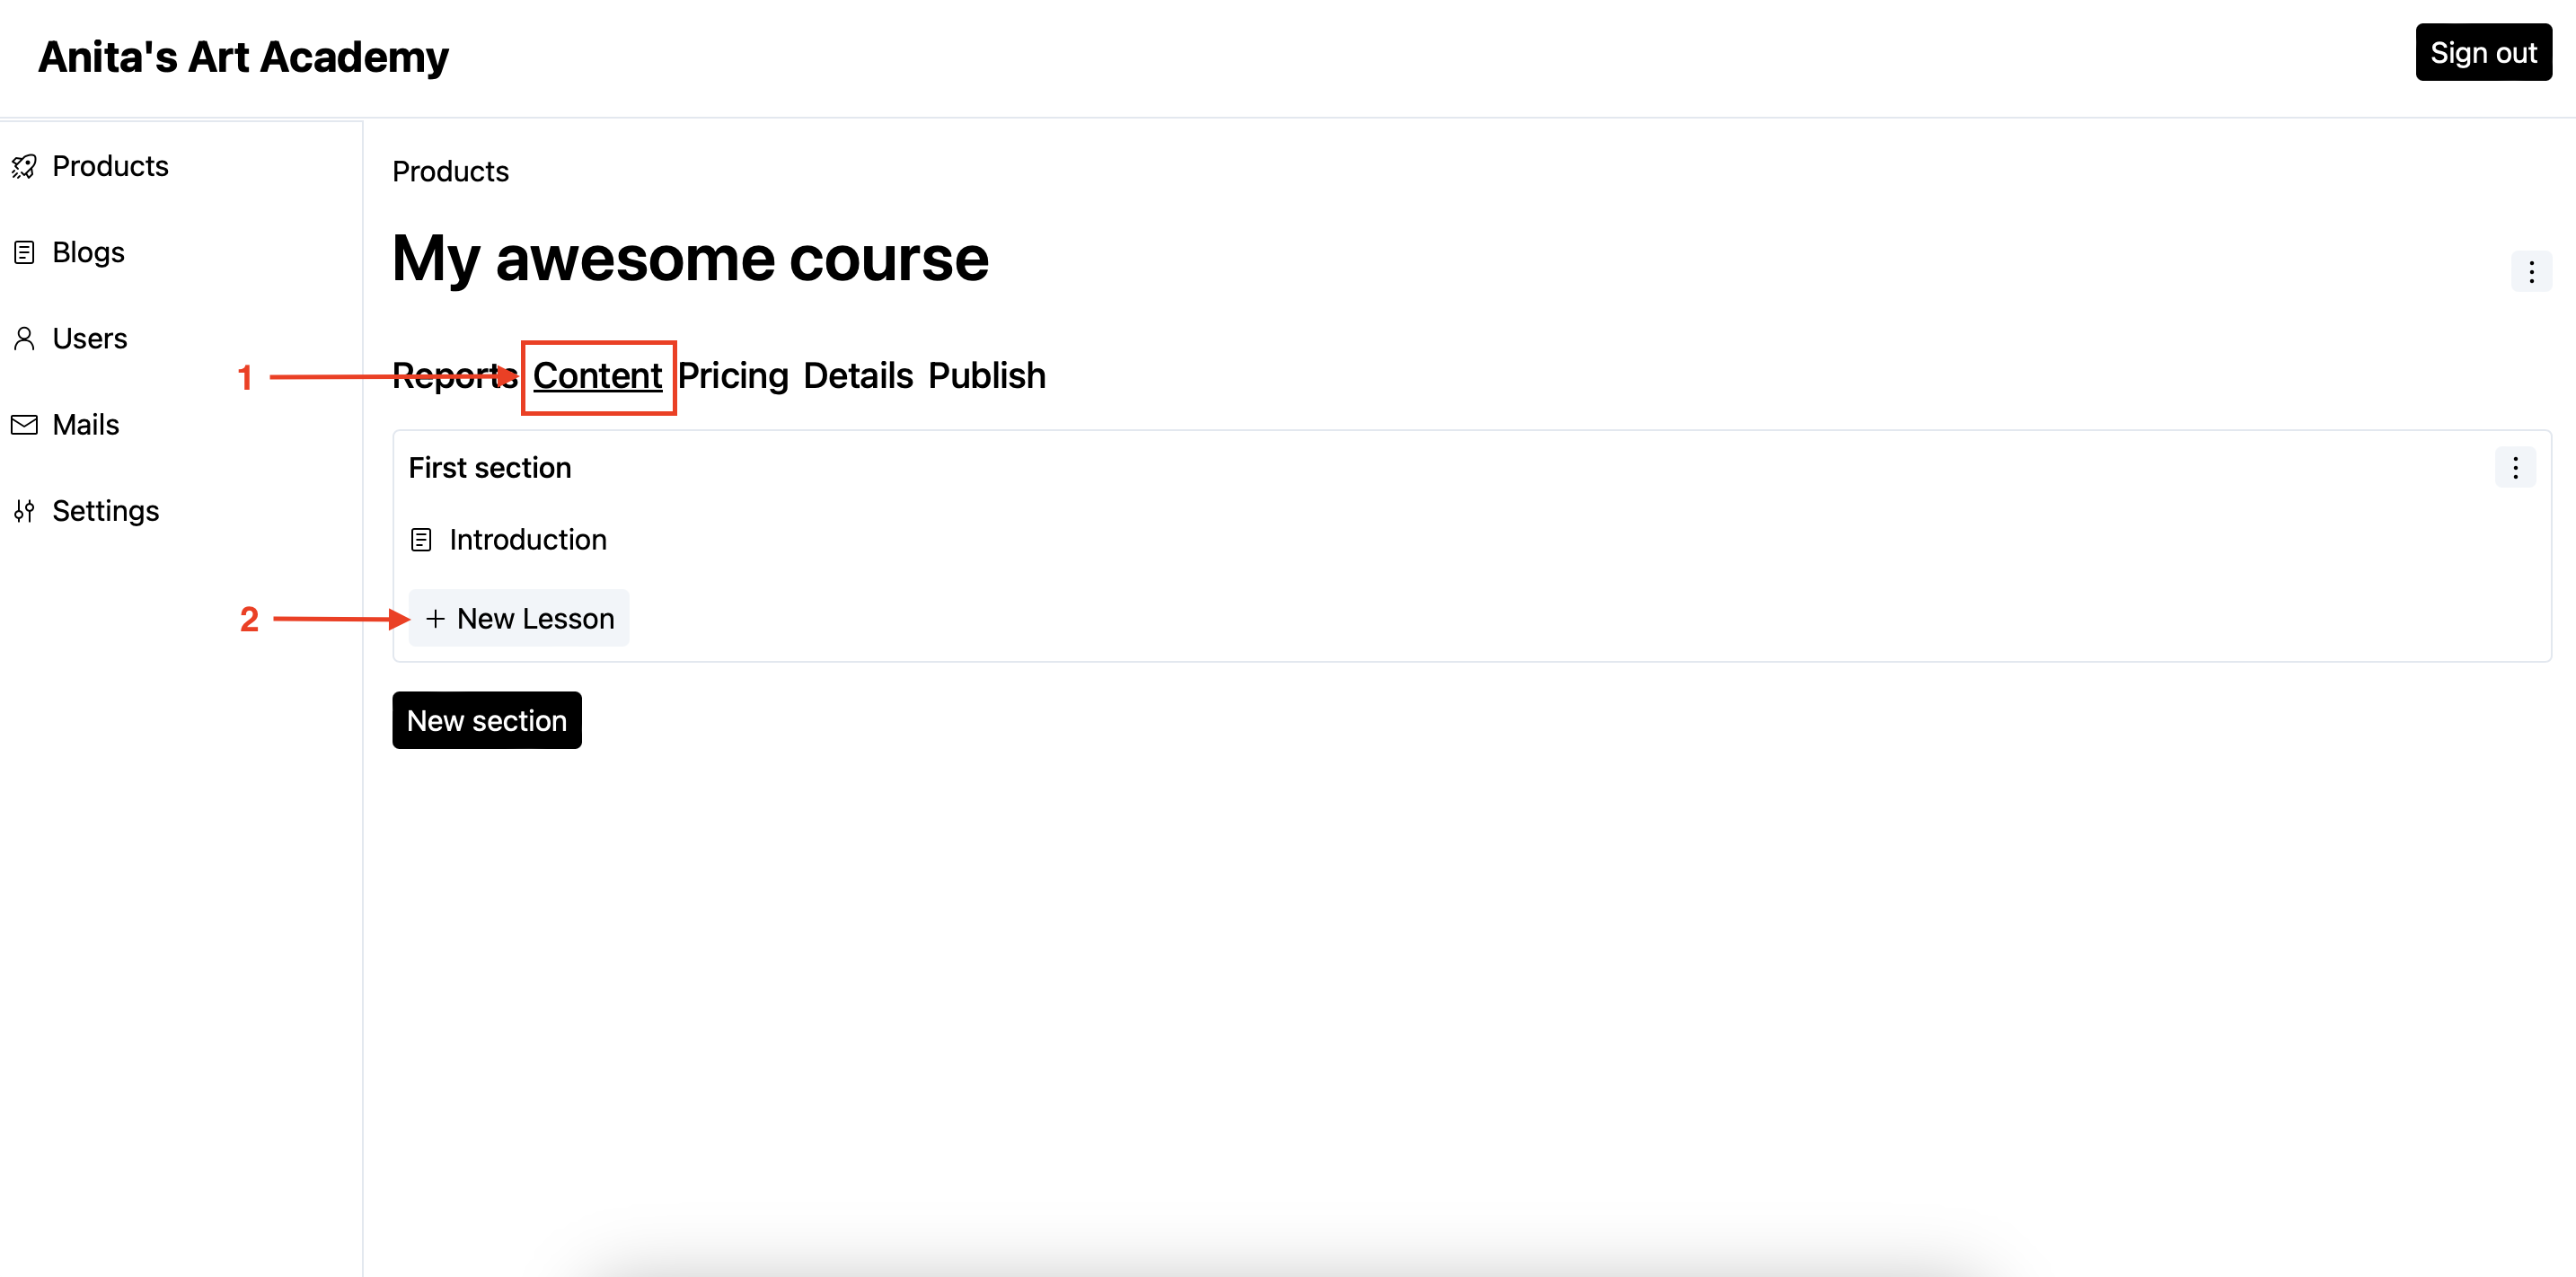 Anita's Art Academy
Sign out
Products
Blogs
Users
Mails
Settings
Products
My awesome course
1
Reports Content Pricing Details Publish
First section
Introduction
2
+ New Lesson
New section